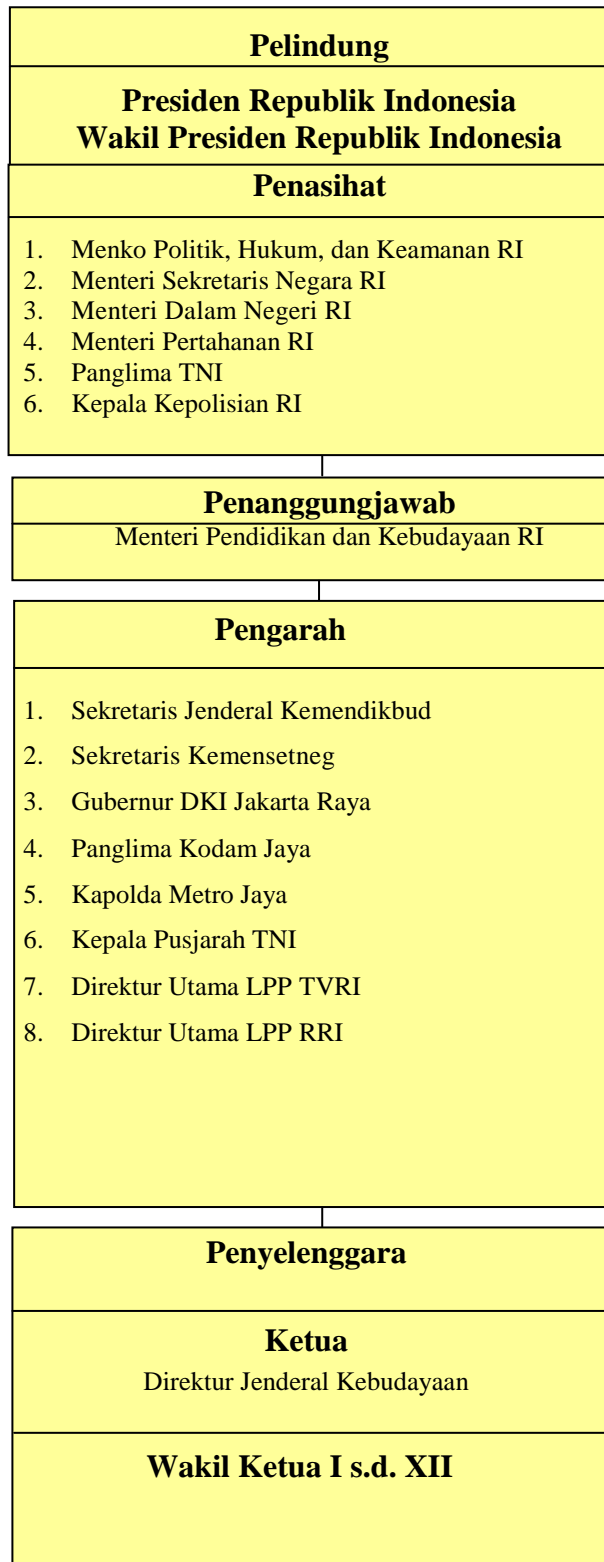 Pelindung
Presiden Republik Indonesia
Wakil Presiden Republik Indonesia
Penasihat
1. Menko Politik, Hukum, dan Keamanan RI
2. Menteri Sekretaris Negara RI
3. Menteri Dalam Negeri RI
4. Menteri Pertahanan RI
5. Panglima TNI
6. Kepala Kepolisian RI
Penanggungjawab
Menteri Pendidikan dan Kebudayaan RI
Pengarah
1. Sekretaris Jenderal Kemendikbud
2. Sekretaris Kemensetneg
3. Gubernur DKI Jakarta Raya
4. Panglima Kodam Jaya
5. Kapolda Metro Jaya
6. Kepala Pusjarah TNI
7. Direktur Utama LPP TVRI
8. Direktur Utama LPP RRI
Penyelenggara
Ketua
Direktur Jenderal Kebudayaan
Wakil Ketua I s.d. XII